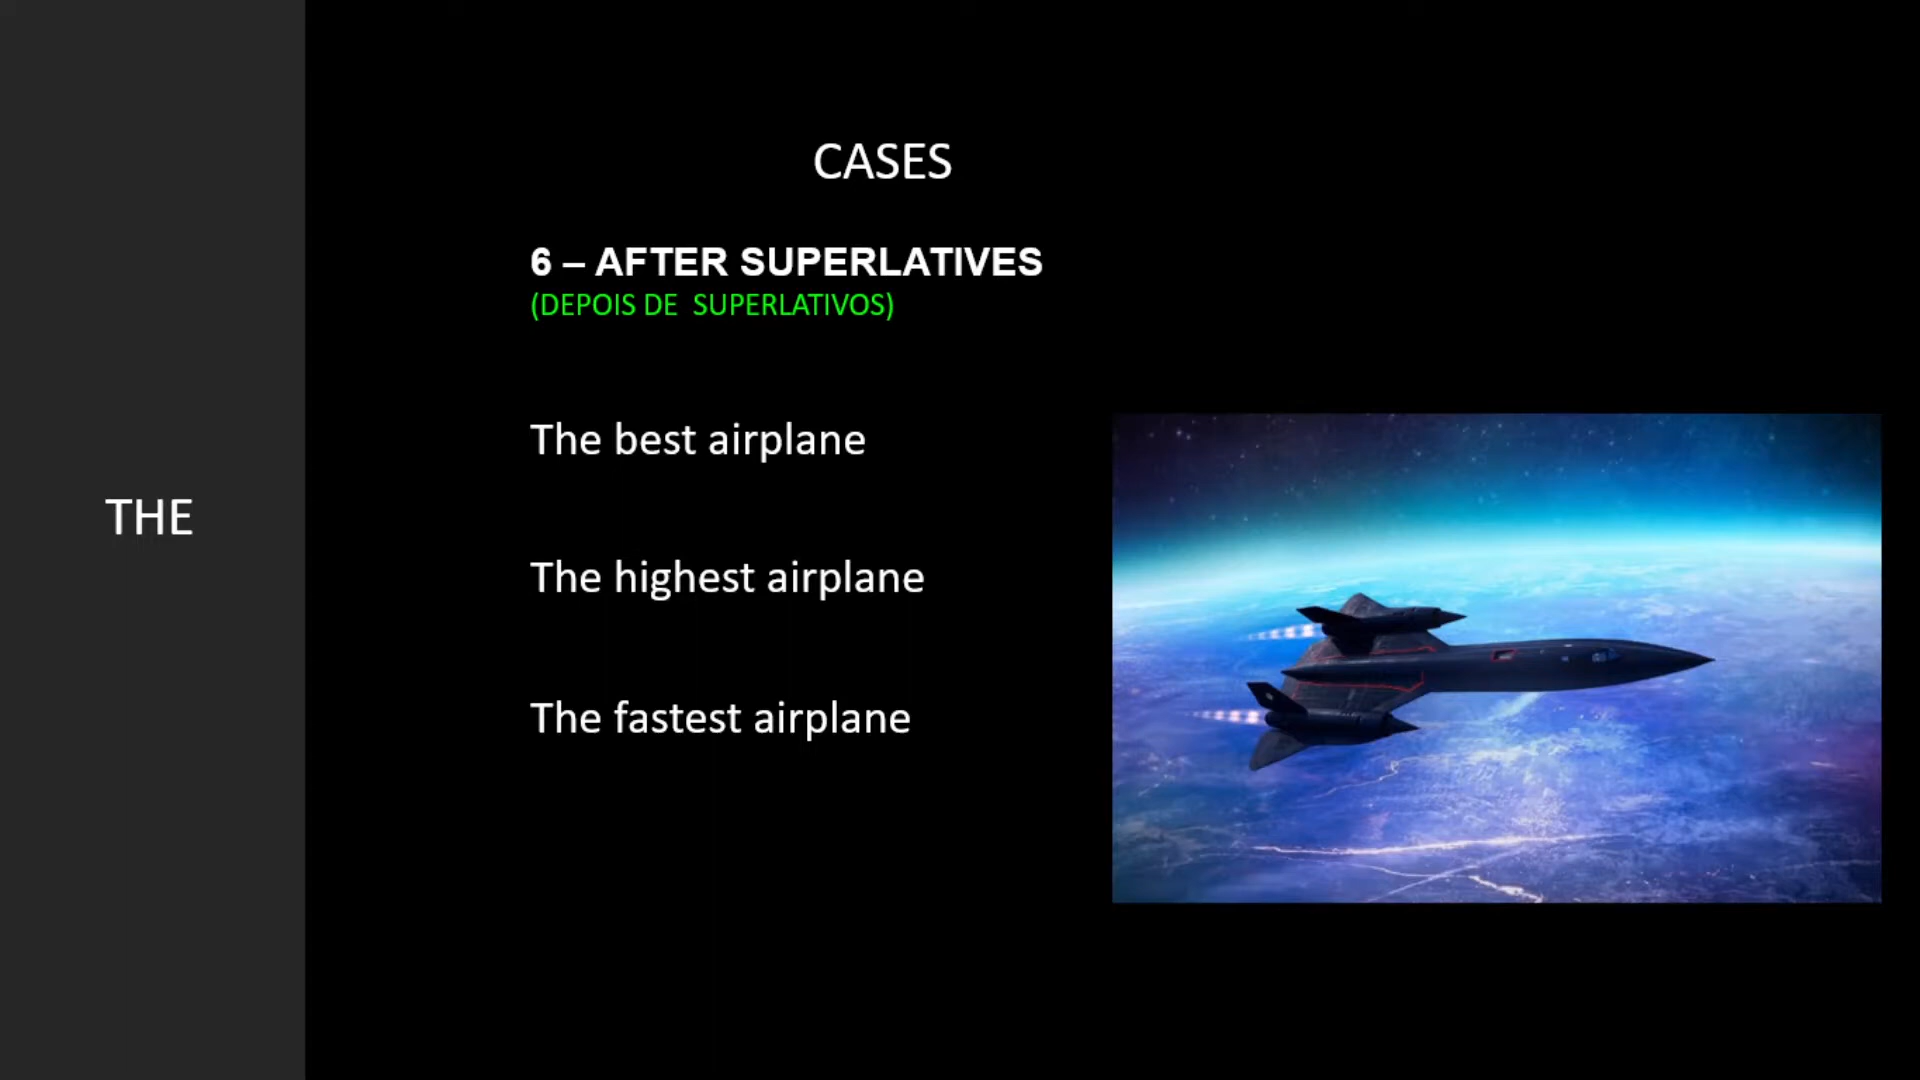 CASES
6 – AFTER SUPERLATIVES
(DEPOIS DE  SUPERLATIVOS)
The best airplane
THE
The highest airplane
The fastest airplane